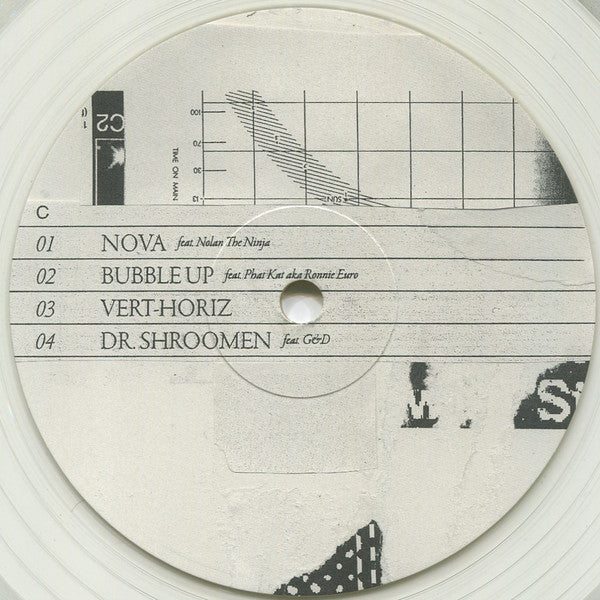 C2
100
70
30
TIME ON MAIN
SUN
C
01 NOVA feat. Nolan The Ninja
02 BUBBLE UP feat. Phat Kat aka Ronnie Euro
03 VERT-HORIZ
04 DR. SHROOMEN feat. G&D